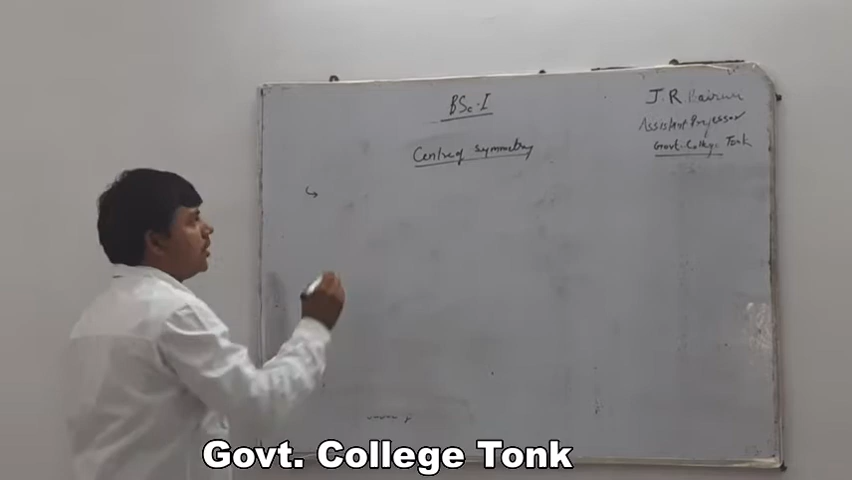 BSc-I
Centre of symmetry
J.R.
Assistant Professor
Govt. College Tonk
Govt. College Tonk